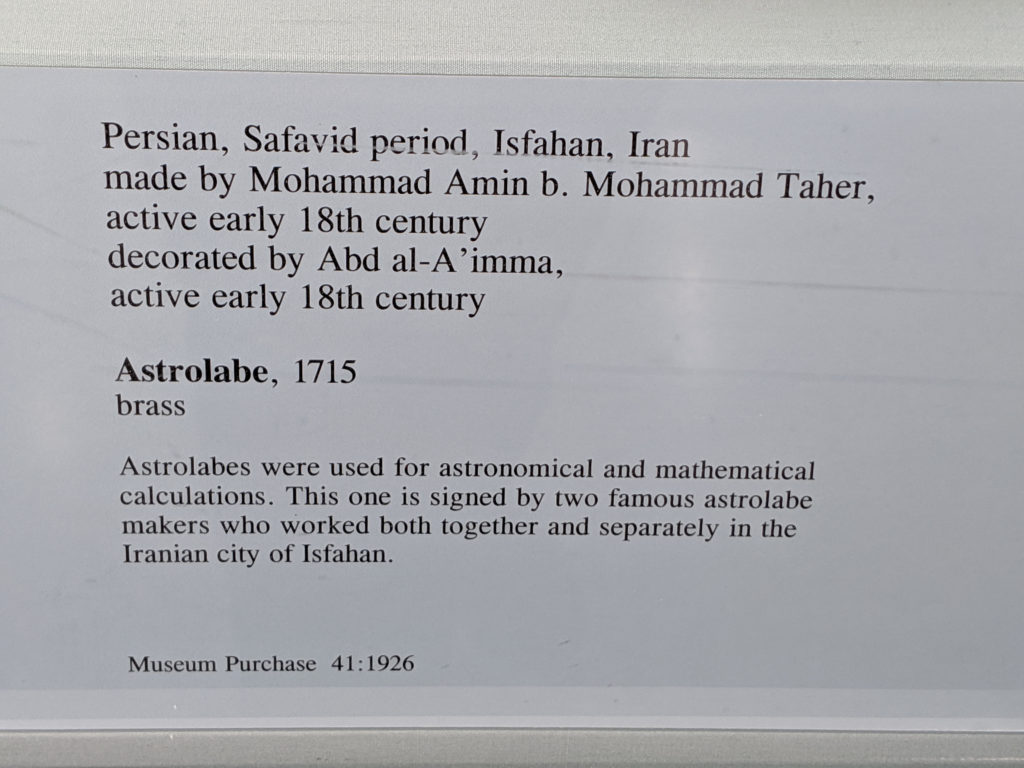 Persian, Safavid period, Isfahan, Iran
made by Mohammad Amin b. Mohammad Taher,
active early 18th century
decorated by Abd al-A'imma,
active early 18th century
Astrolabe, 1715
brass
Astrolabes were used for astronomical and mathematical
calculations. This one is signed by two famous astrolabe
makers who worked both together and separately in the
Iranian city of Isfahan.
Museum Purchase 41:1926